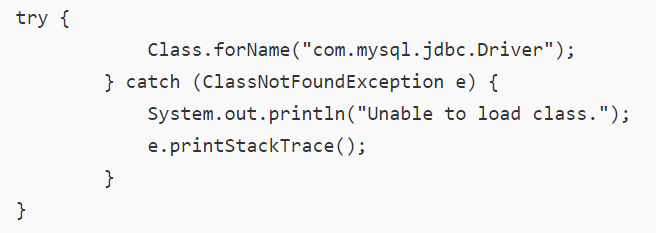 try {
            Class.forName("com.mysql.jdbc.Driver");
        } catch (ClassNotFoundException e) {
            System.out.println("Unable to load class.");
            e.printStackTrace();
        }
}